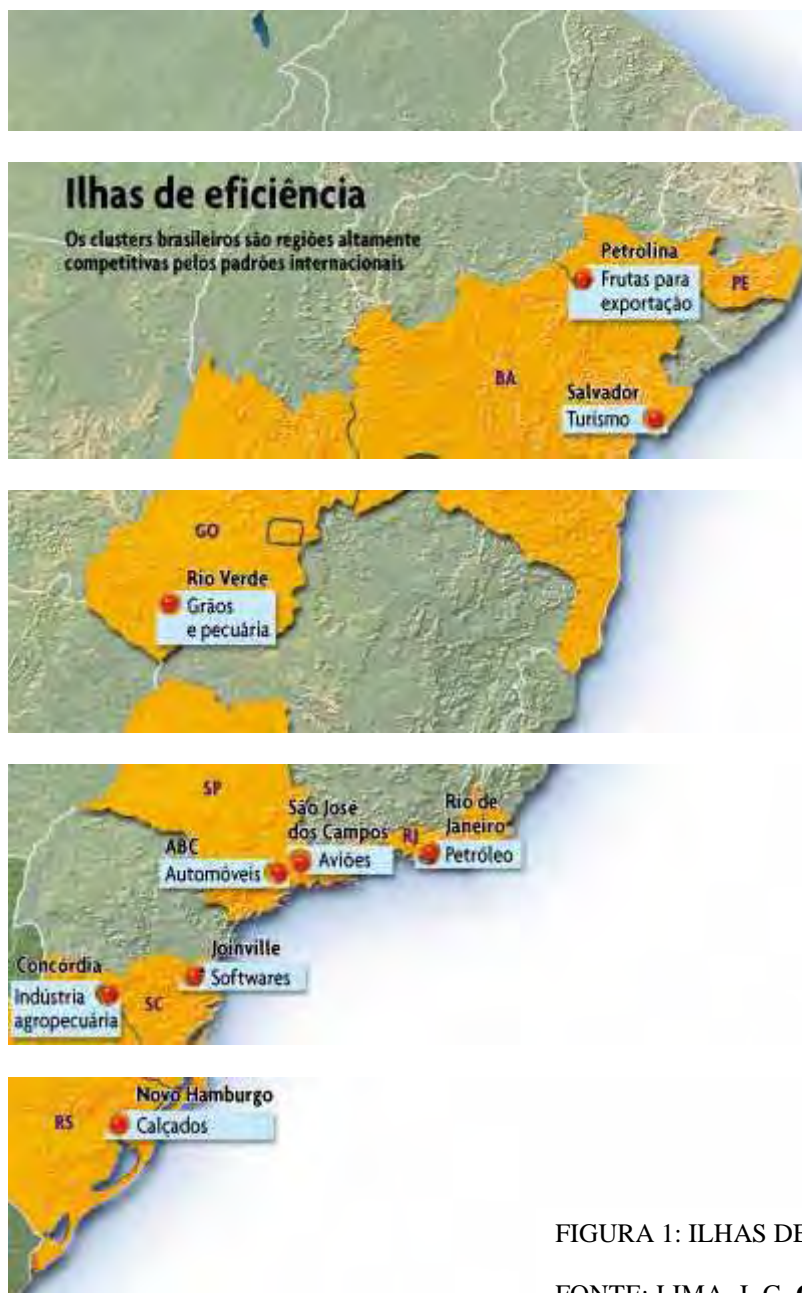 Ilhas de eficiência
Os clusters brasileiros são regiões altamente
competitivas pelos padrões internacionais
Petrolina
Frutas para
exportação
PE
BA
Salvador
Turismo
GO
Rio Verde
Grãos
e pecuária
SP
São José
dos Campos
Aviões
RJ
Rio de
Janeiro
Petróleo
ABC
Automóveis
Joinville
Softwares
Concórdia
Indústria
agropecuária
SC
Novo Hamburgo
Calçados
RS
FIGURA 1: ILHAS DE